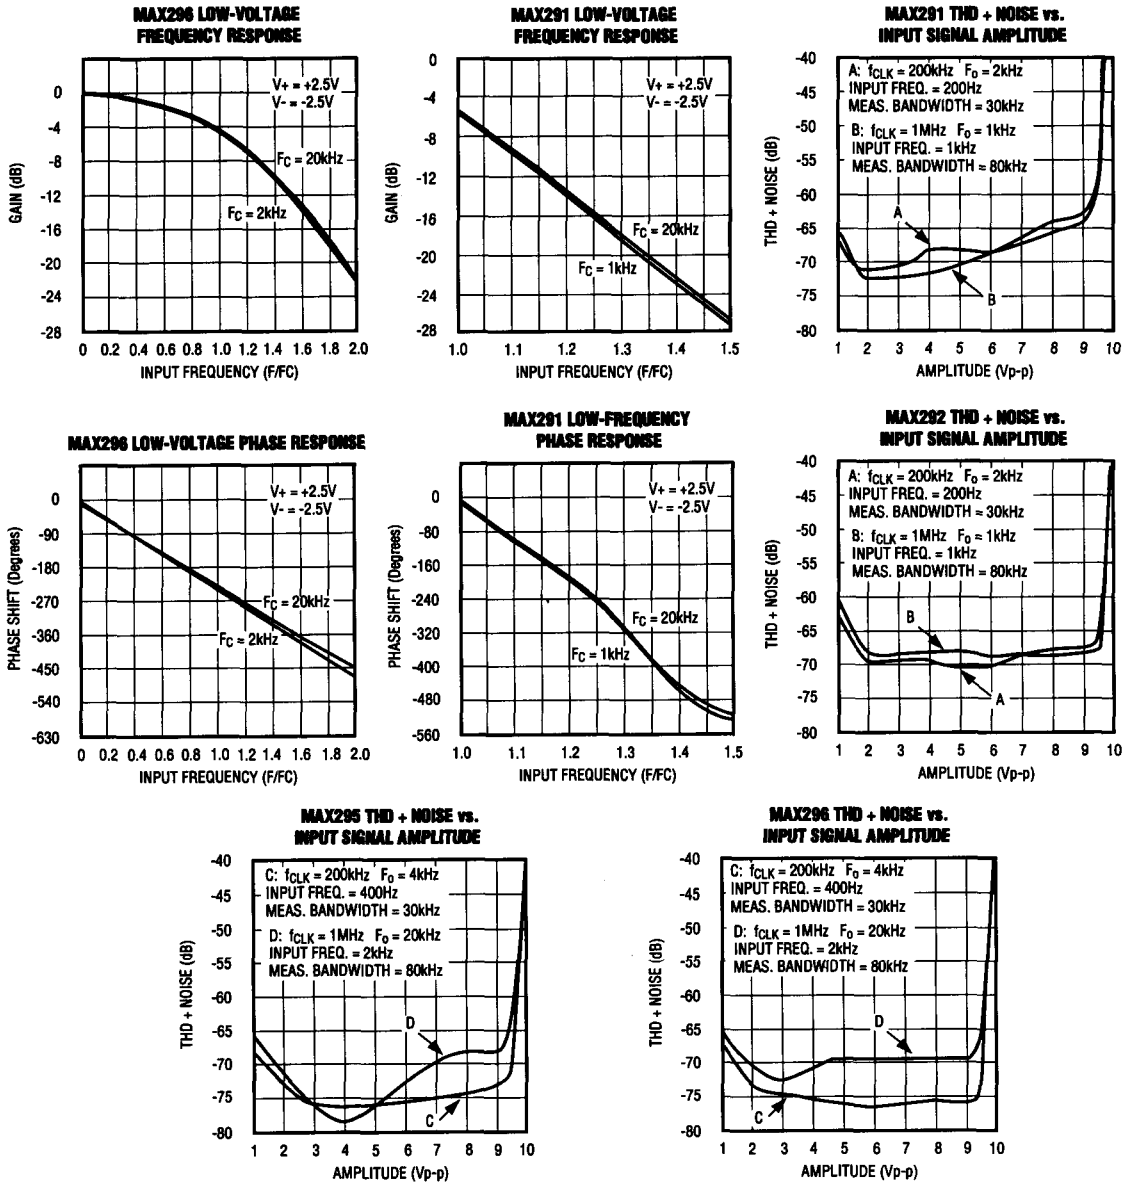 MAX296 LOW-VOLTAGE
FREQUENCY RESPONSE
V+ = +2.5V
V- = -2.5V
FC = 20kHz
FC = 2kHz
GAIN (dB)
0
-4
-8
-12
-16
-20
-24
-28
0 0.2 0.4 0.6 0.8 1.0 1.2 1.4 1.6 1.8 2.0
INPUT FREQUENCY (F/FC)
MAX291 LOW-VOLTAGE
FREQUENCY RESPONSE
V+ = +2.5V
V- = -2.5V
FC = 20kHz
FC = 1kHz
GAIN (dB)
0
-4
-8
-12
-16
-20
-24
-28
1.0 1.1 1.2 1.3 1.4 1.5
INPUT FREQUENCY (F/FC)
MAX291 THD + NOISE vs.
INPUT SIGNAL AMPLITUDE
A: fCLK = 200kHz FO = 2kHz
INPUT FREQ. = 200Hz
MEAS. BANDWIDTH = 30kHz
B: fCLK = 1MHz FO = 1kHz
INPUT FREQ. = 1kHz
MEAS. BANDWIDTH = 80kHz
A
B
THD + NOISE (dB)
-40
-45
-50
-55
-60
-65
-70
-75
-80
1 2 3 4 5 6 7 8 9 10
AMPLITUDE (Vp-p)
MAX296 LOW-VOLTAGE PHASE RESPONSE
V+ = +2.5V
V- = -2.5V
FC = 20kHz
FC = 2kHz
PHASE SHIFT (Degrees)
0
-90
-180
-270
-360
-450
-540
-630
0 0.2 0.4 0.6 0.8 1.0 1.2 1.4 1.6 1.8 2.0
INPUT FREQUENCY (F/FC)
MAX291 LOW-FREQUENCY
PHASE RESPONSE
V+ = +2.5V
V- = -2.5V
FC = 20kHz
FC = 1kHz
PHASE SHIFT (Degrees)
0
-80
-160
-240
-320
-400
-480
-560
1.0 1.1 1.2 1.3 1.4 1.5
INPUT FREQUENCY (F/FC)
MAX292 THD + NOISE vs.
INPUT SIGNAL AMPLITUDE
A: fCLK = 200kHz FO = 2kHz
INPUT FREQ. = 200Hz
MEAS. BANDWIDTH = 30kHz
B: fCLK = 1MHz FO = 1kHz
INPUT FREQ. = 1kHz
MEAS. BANDWIDTH = 80kHz
B
A
THD + NOISE (dB)
-40
-45
-50
-55
-60
-65
-70
-75
-80
1 2 3 4 5 6 7 8 9 10
AMPLITUDE (Vp-p)
MAX295 THD + NOISE vs.
INPUT SIGNAL AMPLITUDE
C: fCLK = 200kHz FO = 4kHz
INPUT FREQ. = 400Hz
MEAS. BANDWIDTH = 30kHz
D: fCLK = 1MHz FO = 20kHz
INPUT FREQ. = 2kHz
MEAS. BANDWIDTH = 80kHz
D
C
THD + NOISE (dB)
-40
-45
-50
-55
-60
-65
-70
-75
-80
1 2 3 4 5 6 7 8 9 10
AMPLITUDE (Vp-p)
MAX296 THD + NOISE vs.
INPUT SIGNAL AMPLITUDE
C: fCLK = 200kHz FO = 4kHz
INPUT FREQ. = 400Hz
MEAS. BANDWIDTH = 30kHz
D: fCLK = 1MHz FO = 20kHz
INPUT FREQ. = 2kHz
MEAS. BANDWIDTH = 80kHz
D
C
THD + NOISE (dB)
-40
-45
-50
-55
-60
-65
-70
-75
-80
1 2 3 4 5 6 7 8 9 10
AMPLITUDE (Vp-p)